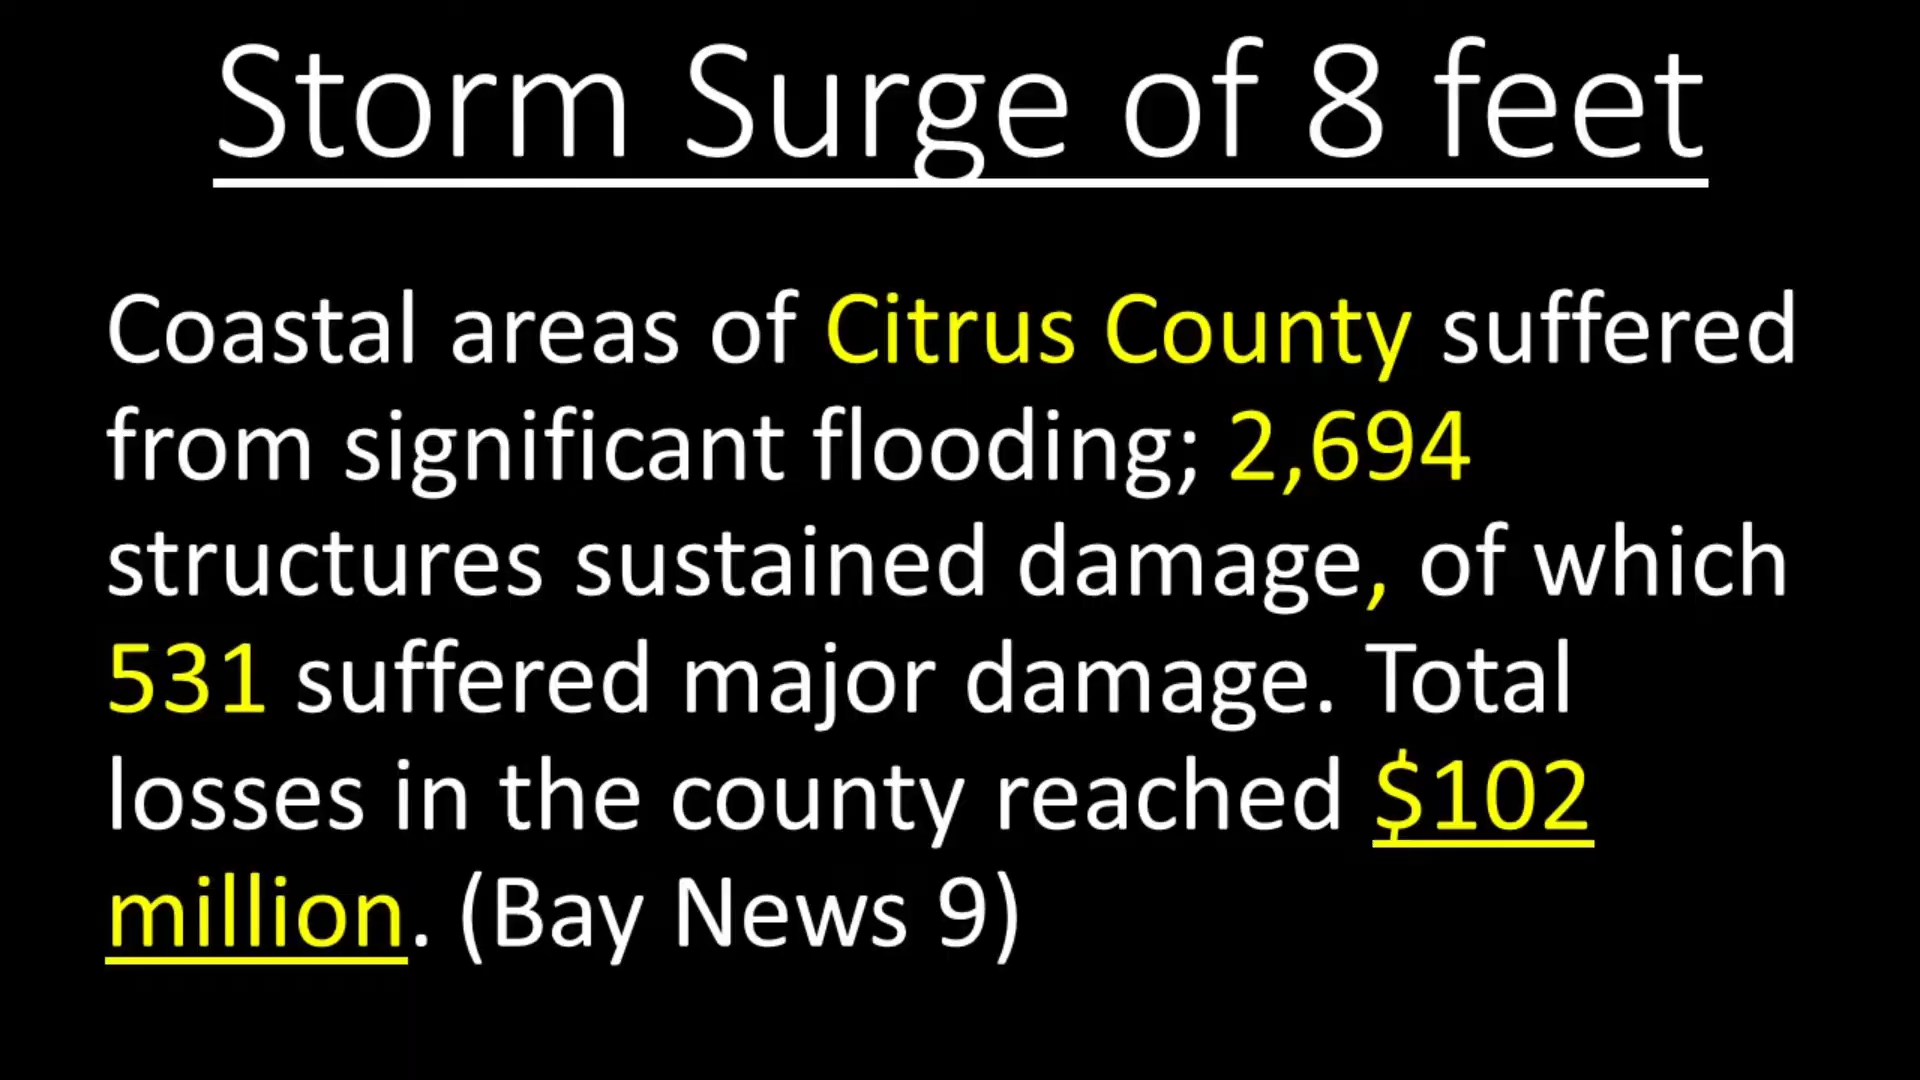 Storm Surge of 8 feet
Coastal areas of Citrus County suffered
from significant flooding; 2,694
structures sustained damage, of which
531 suffered major damage. Total
losses in the county reached $102
million. (Bay News 9)